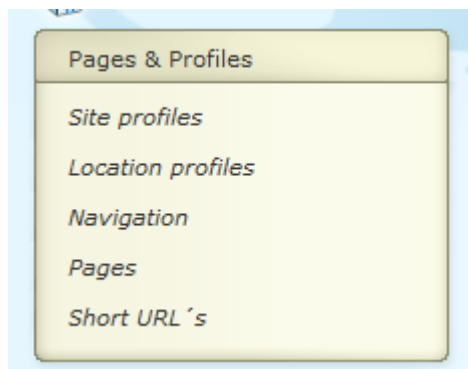 Pages & Profiles
Site profiles
Location profiles
Navigation
Pages
Short URL´s